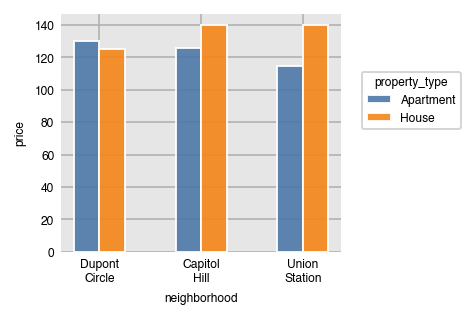 140
120
100
80
60
40
20
0
price
Dupont
Circle
Capitol
Hill
Union
Station
neighborhood
property_type
Apartment
House